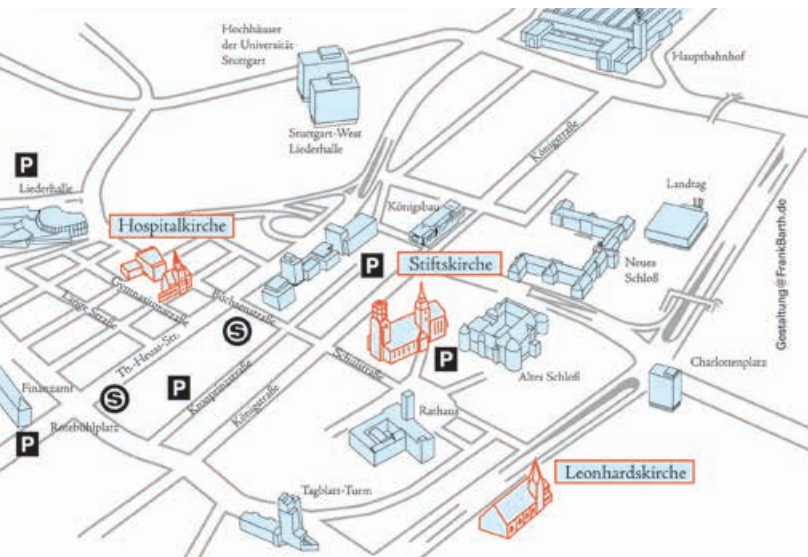 Hochhäuser
der Universität
Stuttgart
Hauptbahnhof
Stuttgart-West
Liederhalle
Königstraße
P
Liederhalle
Landtag
Königsbau
Hospitalkirche
P
Stiftskirche
Neues
Schloß
Gestaltung@FrankBarth.de
Gymnasiumstraße
Lange Straße
Büchsenstraße
S
Th.-Heuss-Str.
Schulstraße
P
Altes Schloß
Charlottenplatz
Finanzamt
S
P
Kronprinzstraße
Königstraße
Rathaus
Rotebühlplatz
P
Leonhardskirche
Tagblatt-Turm